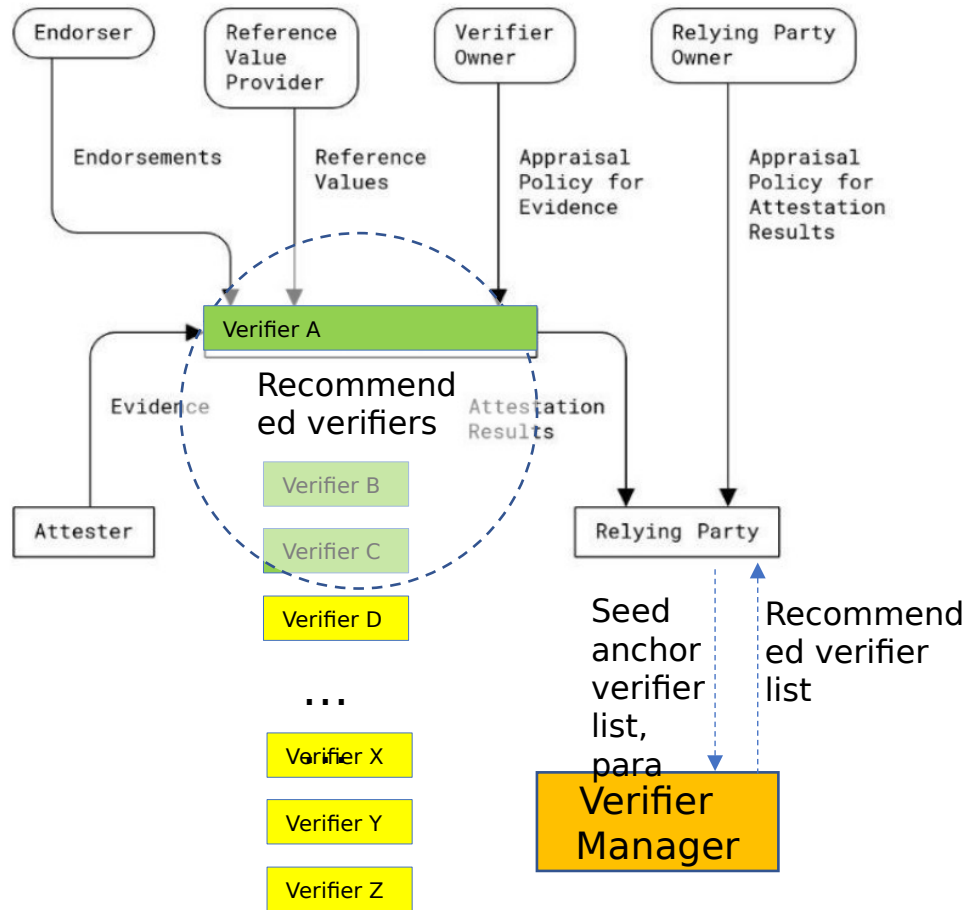 Endorser
Reference
Value
Provider
Verifier
Owner
Relying Party
Owner
Endorsements
Reference
Values
Appraisal
Policy for
Evidence
Appraisal
Policy for
Attestation
Results
Verifier A
Evidence
Recommend
ed verifiers
Attestation
Results
Verifier B
Attester
Relying Party
Verifier C
Verifier D
Seed
anchor
verifier
list,
para
Recommend
ed verifier
list
...
Verifier X
...
Verifier Y
Verifier Z
Verifier
Manager